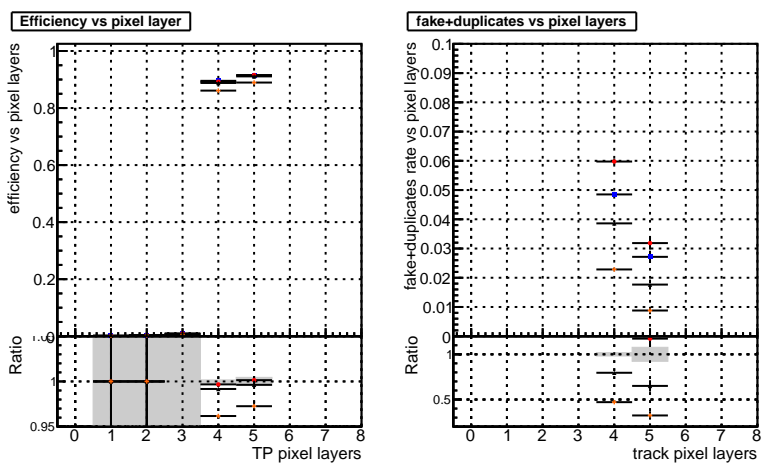 Efficiency vs pixel layer
efficiency vs pixel layers
1
0.8
0.6
0.4
0.2
0
Ratio
1
0.95
0 1 2 3 4 5 6 7 8
TP pixel layers
fake+duplicates vs pixel layers
fake+duplicates rate vs pixel layers
0.1
0.09
0.08
0.07
0.06
0.05
0.04
0.03
0.02
0.01
0
Ratio
1
0.5
0 1 2 3 4 5 6 7 8
track pixel layers